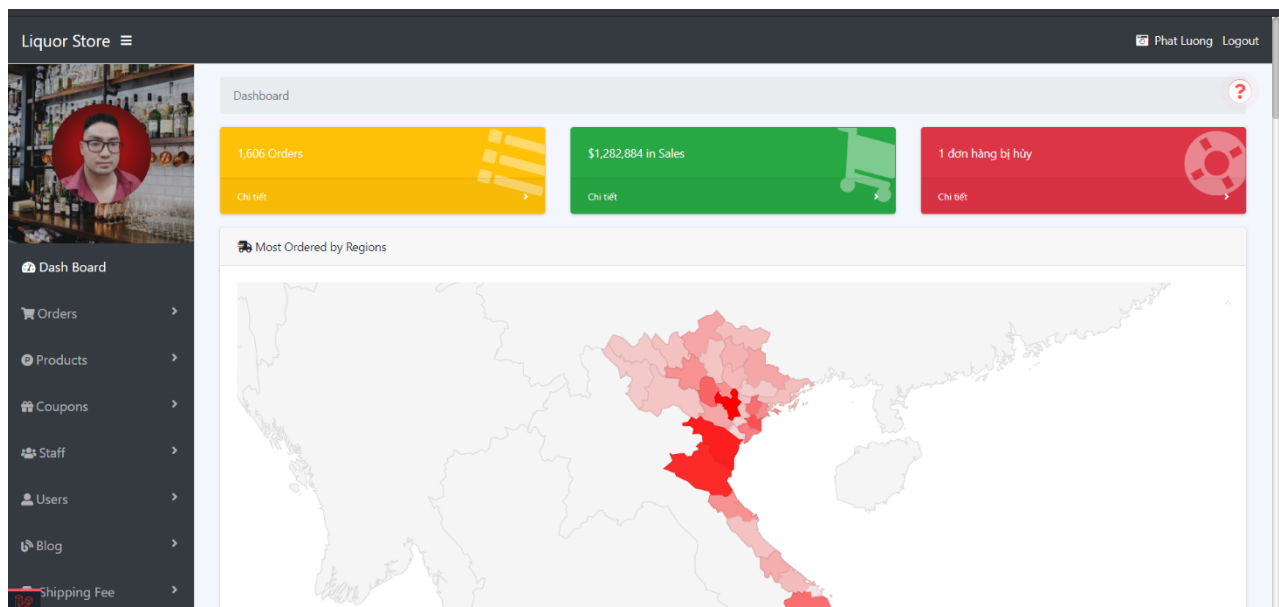 Liquor Store
Phat Luong Logout
Dashboard
?
1,606 Orders
Chi tiết
$1,282,884 in Sales
Chi tiết
1 đơn hàng bị hủy
Chi tiết
Most Ordered by Regions
Dash Board
Orders
Products
Coupons
Staff
Users
Blog
Shipping Fee